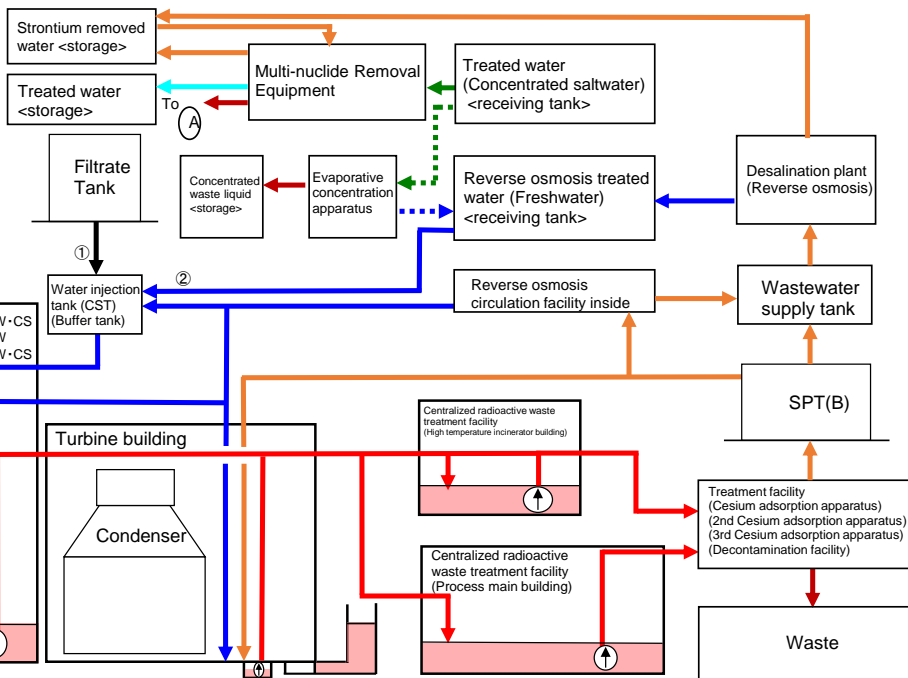 Strontium removed
water <storage>
Treated water
<storage>
To
A
Multi-nuclide Removal
Equipment
Treated water
(Concentrated saltwater)
<receiving tank>
Filtrate
Tank
Concentrated
waste liquid
<storage>
Evaporative
concentration
apparatus
Reverse osmosis treated
water (Freshwater)
<receiving tank>
Desalination plant
(Reverse osmosis)
①
②
Water injection
tank (CST)
(Buffer tank)
Reverse osmosis
circulation facility inside
Wastewater
supply tank
W・CS
W
W・CS
SPT(B)
Turbine building
Condenser
Centralized radioactive waste
treatment facility
(High temperature incinerator building)
Treatment facility
(Cesium adsorption apparatus)
(2nd Cesium adsorption apparatus)
(3rd Cesium adsorption apparatus)
(Decontamination facility)
Centralized radioactive
waste treatment facility
(Process main building)
Waste